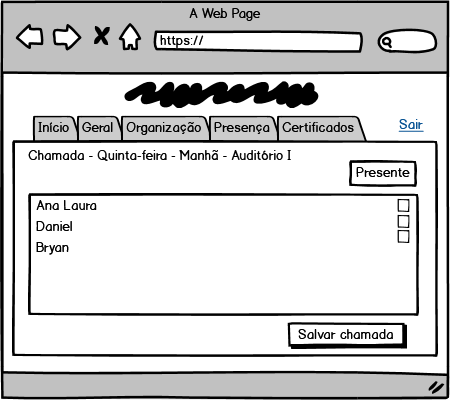 A Web Page
https://
Início Geral Organização Presença Certificados Sair
Chamada - Quinta-feira - Manhã - Auditório I
Presente
Ana Laura
Daniel
Bryan
Salvar chamada